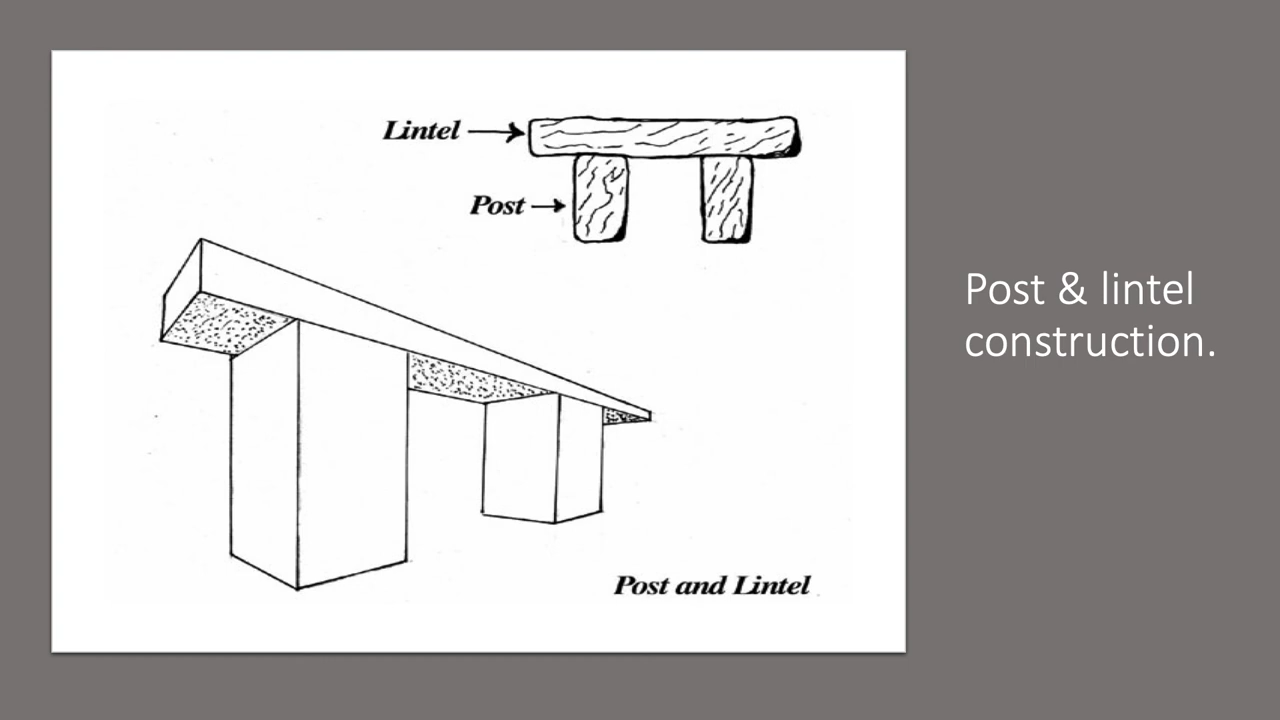 Lintel
Post
Post and Lintel
Post & lintel
construction.